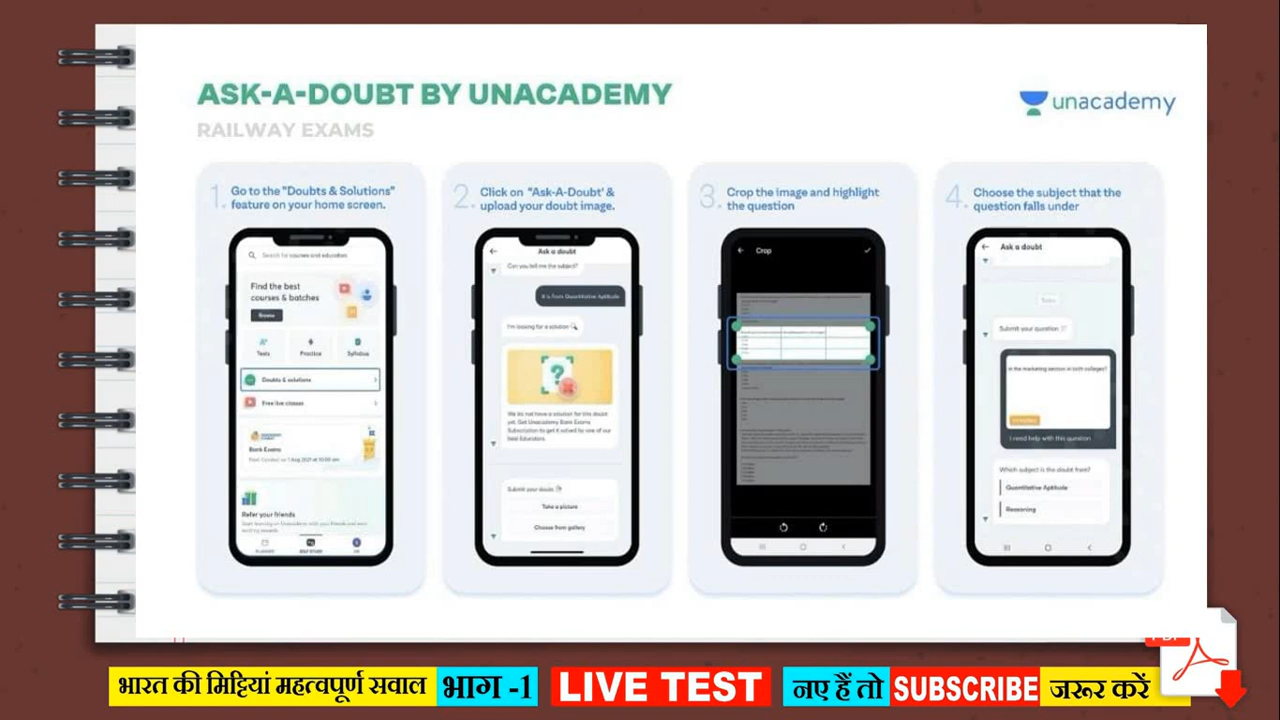 ASK-A-DOUBT BY UNACADEMY
RAILWAY EXAMS
unacademy
1. Go to the "Doubts & Solutions"
feature on your home screen.
Search for courses and educators
Find the best
courses & batches
Browse
Tests Practice Syllabus
Doubts & solutions
Free live classes
Bank Exams
Refer your friends
2. Click on "Ask-A-Doubt' &
upload your doubt image.
Ask a doubt
Can you tell me the subject?
It is from Quantitative Aptitude
I'm looking for a solution
We do not have a solution for this doubt
yet. Get Unacademy Bank Exams
Subscription to get it solved by one of our
best Educators.
Submit your doubt
Take a picture
Choose from gallery
3. Crop the image and highlight
the question
Crop
4. Choose the subject that the
question falls under
Ask a doubt
Submit your question
in the marketing section in both colleges?
I need help with this question
Which subject is the doubt from?
Quantitative Aptitude
Reasoning
PDF
भारत की मिट्टियां महत्वपूर्ण सवाल भाग -1 LIVE TEST नए हैं तो SUBSCRIBE जरूर करें